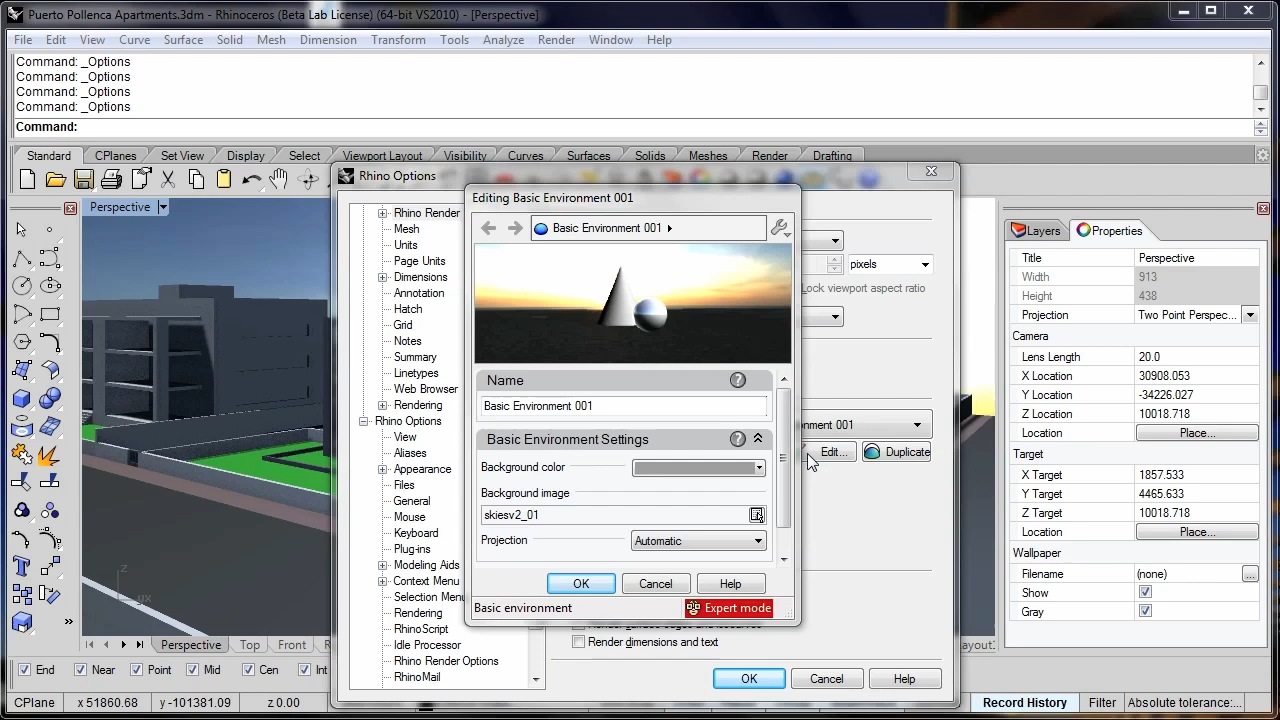 Puerto Pollenca Apartments.3dm - Rhinoceros (Beta Lab License) (64-bit VS2010) - [Perspective]
File Edit View Curve Surface Solid Mesh Dimension Transform Tools Analyze Render Window Help
Command: _Options
Command: _Options
Command: _Options
Command: _Options
Command:
Standard CPlanes Set View Display Select Viewport Layout Visibility Curves Surfaces Solids Meshes Render Drafting
Rhino Options
Perspective
Editing Basic Environment 001
Basic Environment 001
Name
Basic Environment 001
Basic Environment Settings
Background color
Background image
skiesv2_01
Projection
Automatic
OK Cancel Help
Basic environment
Expert mode
Rhino Render
Mesh
Units
Page Units
Dimensions
Annotation
Hatch
Grid
Notes
Summary
Linetypes
Web Browser
Rendering
Rhino Options
View
Aliases
Appearance
Files
General
Mouse
Keyboard
Plug-ins
Modeling Aids
Context Menu
Selection Menu
Rendering
RhinoScript
Idle Processor
Rhino Render Options
RhinoMail
pixels
Lock viewport aspect ratio
001
Edit... Duplicate
Render dimensions and text
OK Cancel Help
Layers Properties
Title Perspective
Width 913
Height 438
Projection Two Point Perspec...
Camera
Lens Length 20.0
X Location 30908.053
Y Location -34226.027
Z Location 10018.718
Location Place...
Target
X Target 1857.533
Y Target 4465.633
Z Target 10018.718
Location Place...
Wallpaper
Filename (none) ...
Show
Gray
z
y x
Perspective Top Front
End Near Point Mid Cen Int
CPlane x 51860.68 y -101381.09 z 0.00
Record History Filter Absolute tolerance:...